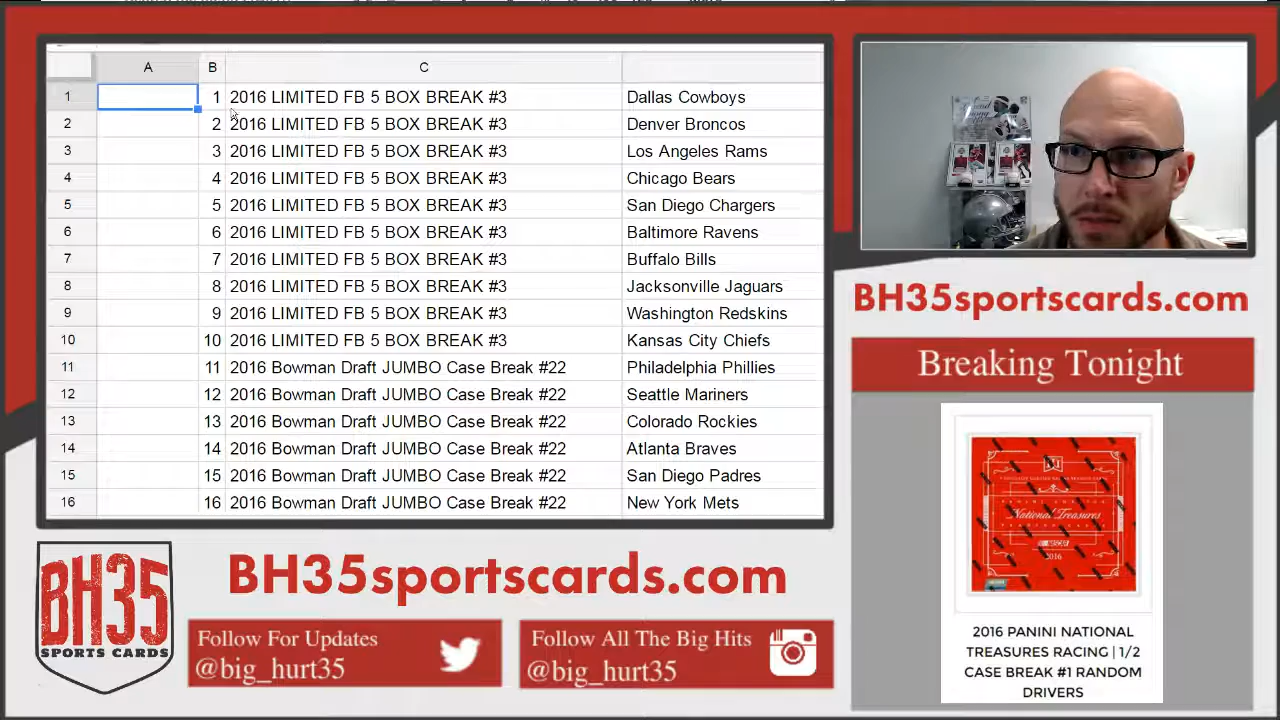 A B C
1 1 2016 LIMITED FB 5 BOX BREAK #3 Dallas Cowboys
2 2 2016 LIMITED FB 5 BOX BREAK #3 Denver Broncos
3 3 2016 LIMITED FB 5 BOX BREAK #3 Los Angeles Rams
4 4 2016 LIMITED FB 5 BOX BREAK #3 Chicago Bears
5 5 2016 LIMITED FB 5 BOX BREAK #3 San Diego Chargers
6 6 2016 LIMITED FB 5 BOX BREAK #3 Baltimore Ravens
7 7 2016 LIMITED FB 5 BOX BREAK #3 Buffalo Bills
8 8 2016 LIMITED FB 5 BOX BREAK #3 Jacksonville Jaguars
9 9 2016 LIMITED FB 5 BOX BREAK #3 Washington Redskins
10 10 2016 LIMITED FB 5 BOX BREAK #3 Kansas City Chiefs
11 11 2016 Bowman Draft JUMBO Case Break #22 Philadelphia Phillies
12 12 2016 Bowman Draft JUMBO Case Break #22 Seattle Mariners
13 13 2016 Bowman Draft JUMBO Case Break #22 Colorado Rockies
14 14 2016 Bowman Draft JUMBO Case Break #22 Atlanta Braves
15 15 2016 Bowman Draft JUMBO Case Break #22 San Diego Padres
16 16 2016 Bowman Draft JUMBO Case Break #22 New York Mets
BH35sportscards.com
Breaking Tonight
National Treasures
NASCAR
2016
2016 PANINI NATIONAL
TREASURES RACING | 1/2
CASE BREAK #1 RANDOM
DRIVERS
BH35
SPORTS CARDS
BH35sportscards.com
Follow For Updates
@big_hurt35
Follow All The Big Hits
@big_hurt35